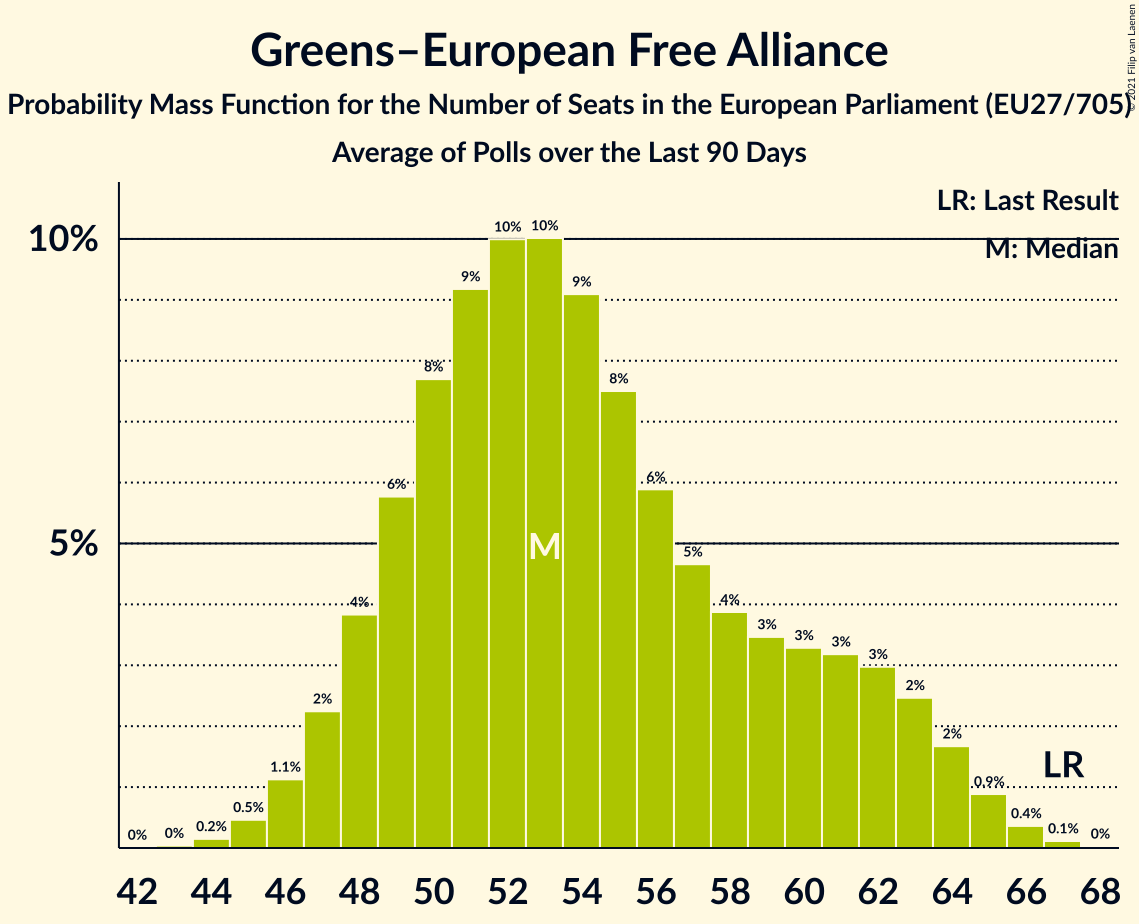 Greens–European Free Alliance
Probability Mass Function for the Number of Seats in the European Parliament (EU27/705)
Average of Polls over the Last 90 Days
© 2021 Filip van Laenen
LR: Last Result
M: Median
10%
5%
0% 0% 0.2% 0.5% 1.1% 2% 4% 6% 8% 9% 10% 10% 9% 8% 6% 5% 4% 3% 3% 3% 3% 2% 2% 0.9% 0.4% 0.1% 0%
M
LR
42 44 46 48 50 52 54 56 58 60 62 64 66 68